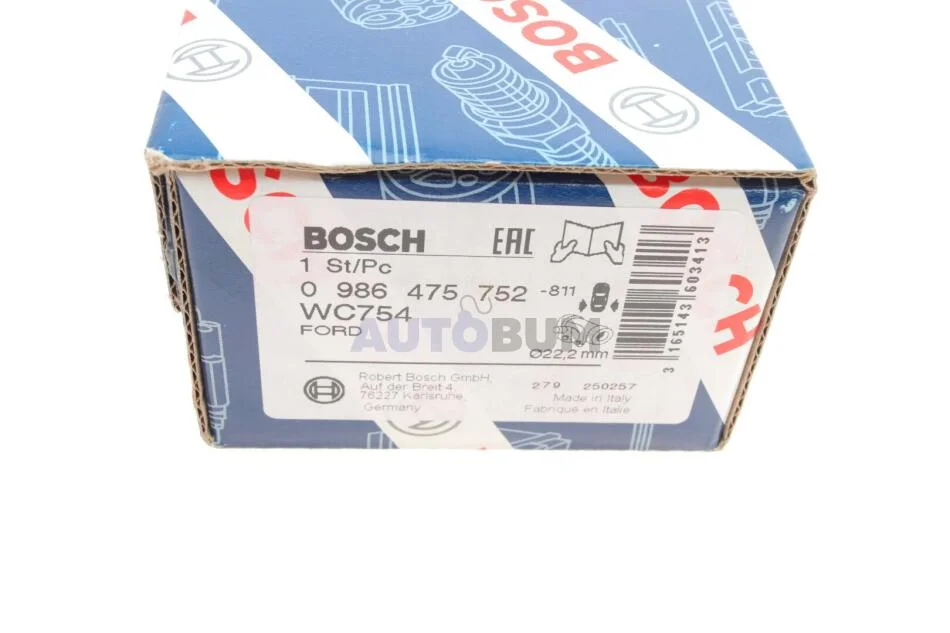 BOSCH
BOSCH EAC
1 St/Pc
0 986 475 752 -811
WC754
FORD
AUTOBUM
Ø22,2 mm
3 165143 603413
Robert Bosch GmbH,
Auf der Breit 4
76227 Karlsruhe,
Germany
279 250257
Made in Italy
Fabriqué en Italie
CH